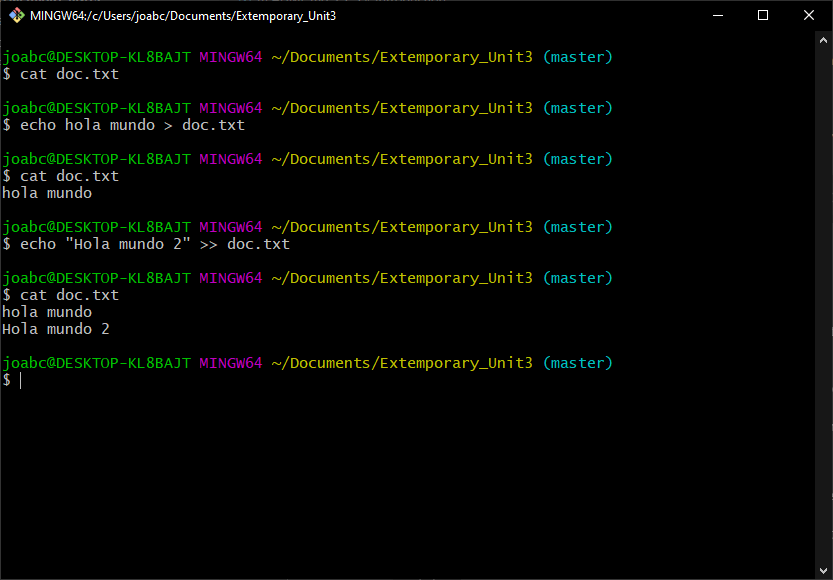 MINGW64:/c/Users/joabc/Documents/Extemporary_Unit3
joabc@DESKTOP-KL8BAJT MINGW64 ~/Documents/Extemporary_Unit3 (master)
$ cat doc.txt
joabc@DESKTOP-KL8BAJT MINGW64 ~/Documents/Extemporary_Unit3 (master)
$ echo hola mundo > doc.txt
joabc@DESKTOP-KL8BAJT MINGW64 ~/Documents/Extemporary_Unit3 (master)
$ cat doc.txt
hola mundo
joabc@DESKTOP-KL8BAJT MINGW64 ~/Documents/Extemporary_Unit3 (master)
$ echo "Hola mundo 2" >> doc.txt
joabc@DESKTOP-KL8BAJT MINGW64 ~/Documents/Extemporary_Unit3 (master)
$ cat doc.txt
hola mundo
Hola mundo 2
joabc@DESKTOP-KL8BAJT MINGW64 ~/Documents/Extemporary_Unit3 (master)
$